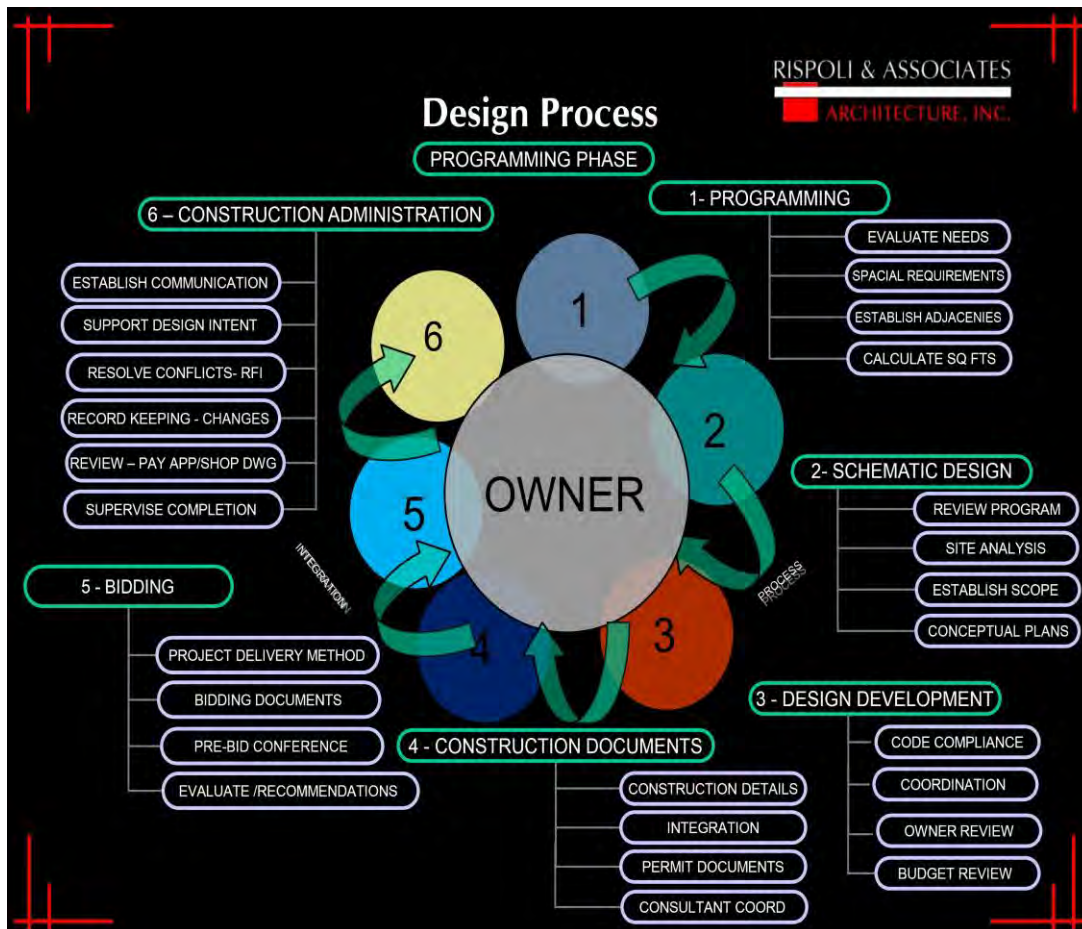 RISPOLI & ASSOCIATES
ARCHITECTURE, INC.
Design Process
PROGRAMMING PHASE
1- PROGRAMMING
EVALUATE NEEDS
SPACIAL REQUIREMENTS
ESTABLISH ADJACENIES
CALCULATE SQ FTS
2- SCHEMATIC DESIGN
REVIEW PROGRAM
SITE ANALYSIS
ESTABLISH SCOPE
CONCEPTUAL PLANS
3 - DESIGN DEVELOPMENT
CODE COMPLIANCE
COORDINATION
OWNER REVIEW
BUDGET REVIEW
4 - CONSTRUCTION DOCUMENTS
CONSTRUCTION DETAILS
INTEGRATION
PERMIT DOCUMENTS
CONSULTANT COORD
5 - BIDDING
PROJECT DELIVERY METHOD
BIDDING DOCUMENTS
PRE-BID CONFERENCE
EVALUATE /RECOMMENDATIONS
6 – CONSTRUCTION ADMINISTRATION
ESTABLISH COMMUNICATION
SUPPORT DESIGN INTENT
RESOLVE CONFLICTS- RFI
RECORD KEEPING - CHANGES
REVIEW – PAY APP/SHOP DWG
SUPERVISE COMPLETION
1
2
3
4
5
6
OWNER
INTEGRATION
PROCESS